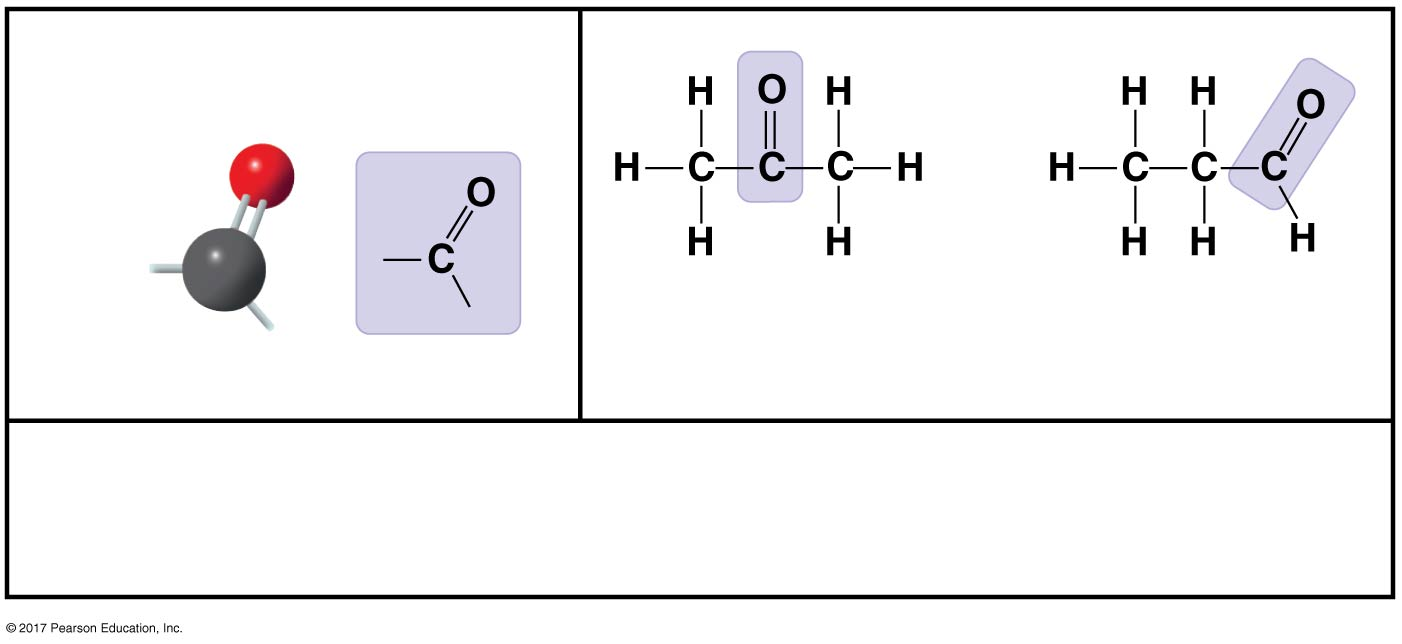 O
C
H O H H H O
H C C C H H C C C
H H H H H
© 2017 Pearson Education, Inc.